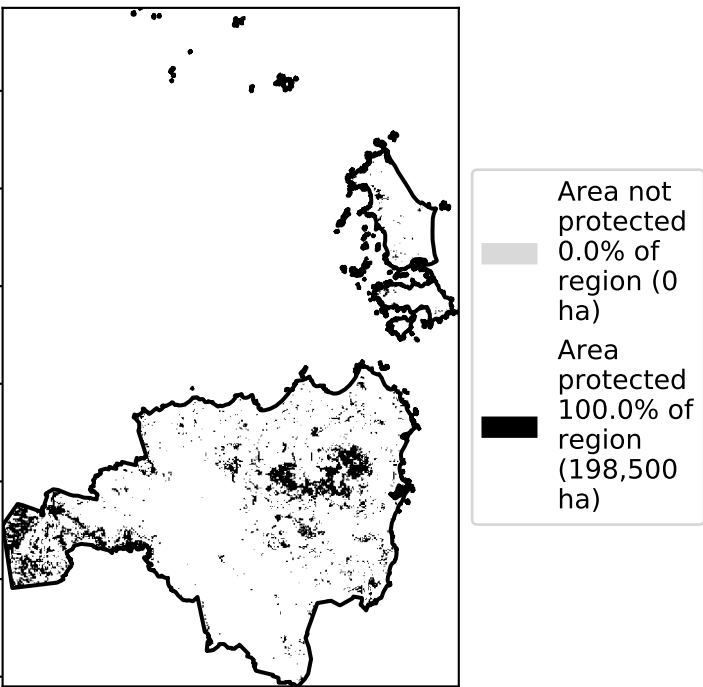 Area not
protected
0.0% of
region (0
ha)
Area
protected
100.0% of
region
(198,500
ha)